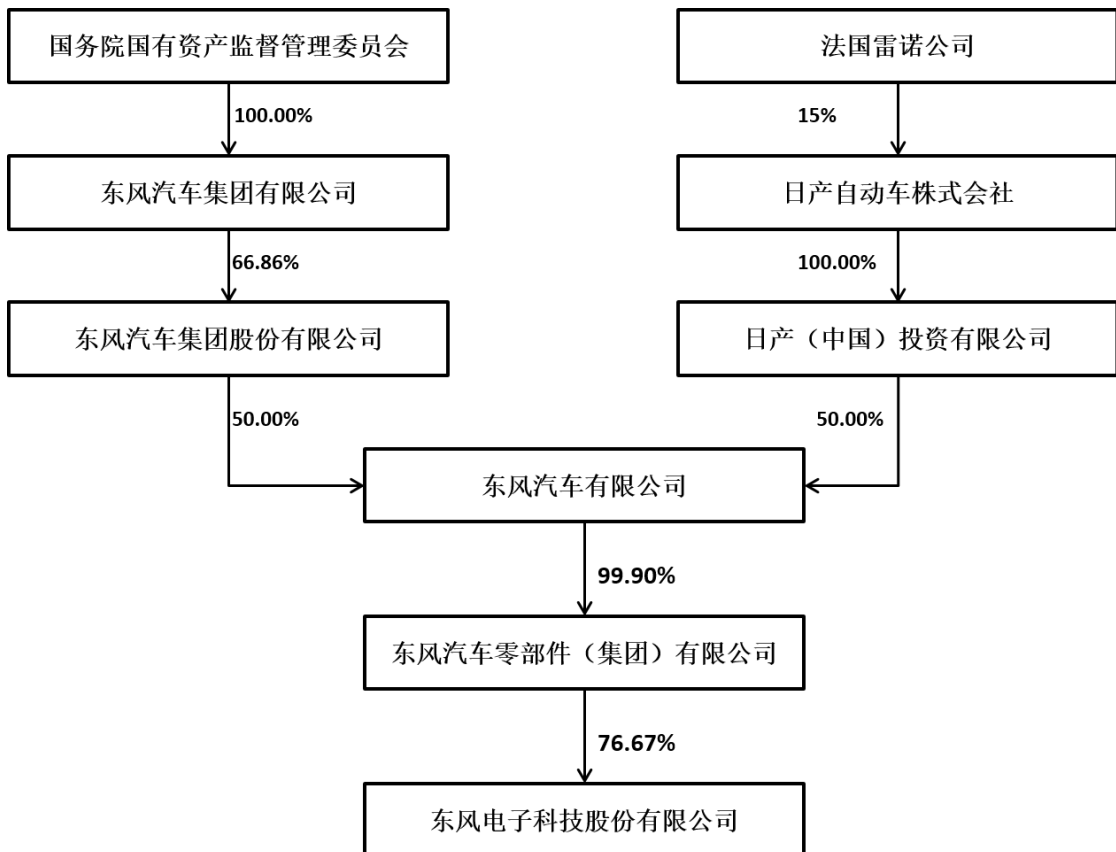 国务院国有资产监督管理委员会
法国雷诺公司
100.00%
15%
东风汽车集团有限公司
日产自动车株式会社
66.86%
100.00%
东风汽车集团股份有限公司
日产（中国）投资有限公司
50.00%
50.00%
东风汽车有限公司
99.90%
东风汽车零部件（集团）有限公司
76.67%
东风电子科技股份有限公司